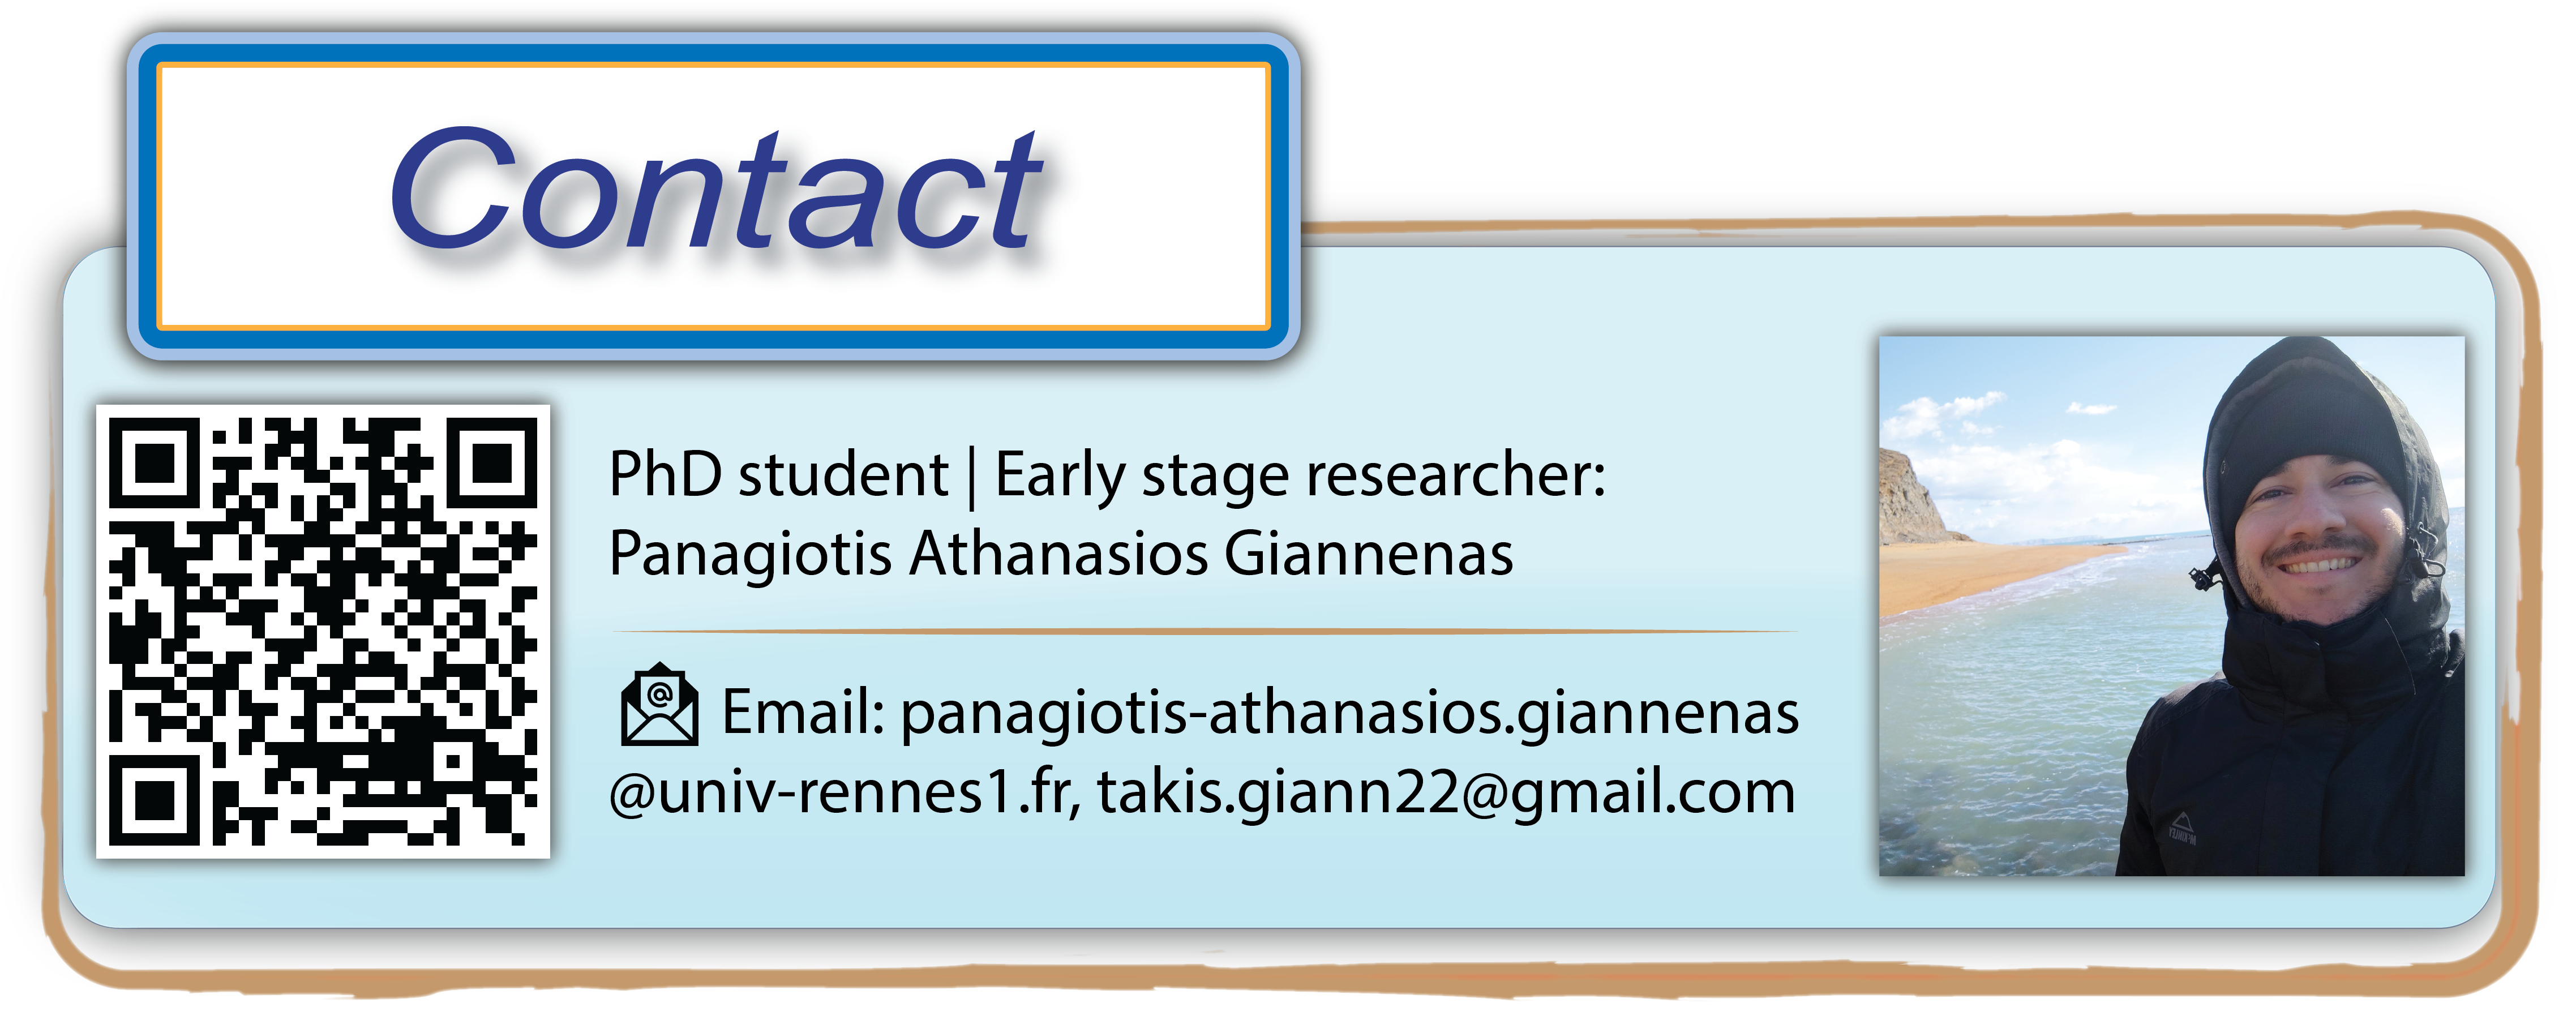 Contact
PhD student | Early stage researcher:
Panagiotis Athanasios Giannenas
@
Email: panagiotis-athanasios.giannenas
@univ-rennes1.fr, takis.giann22@gmail.com
McKINLEY